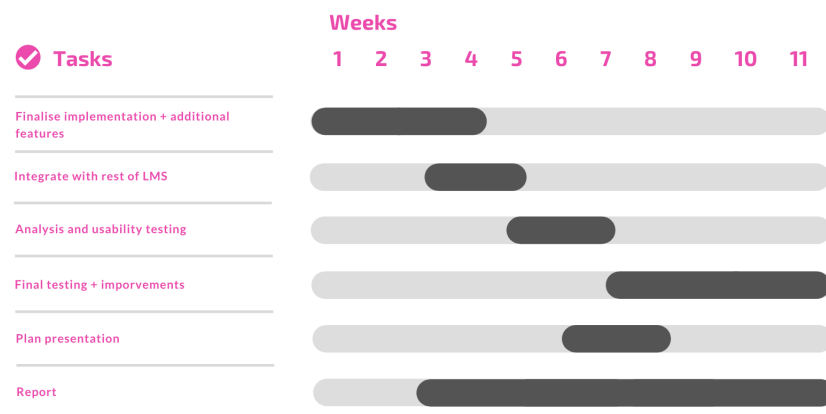 Weeks
Tasks 1 2 3 4 5 6 7 8 9 10 11
Finalise implementation + additional
features
Integrate with rest of LMS
Analysis and usability testing
Final testing + imporvements
Plan presentation
Report